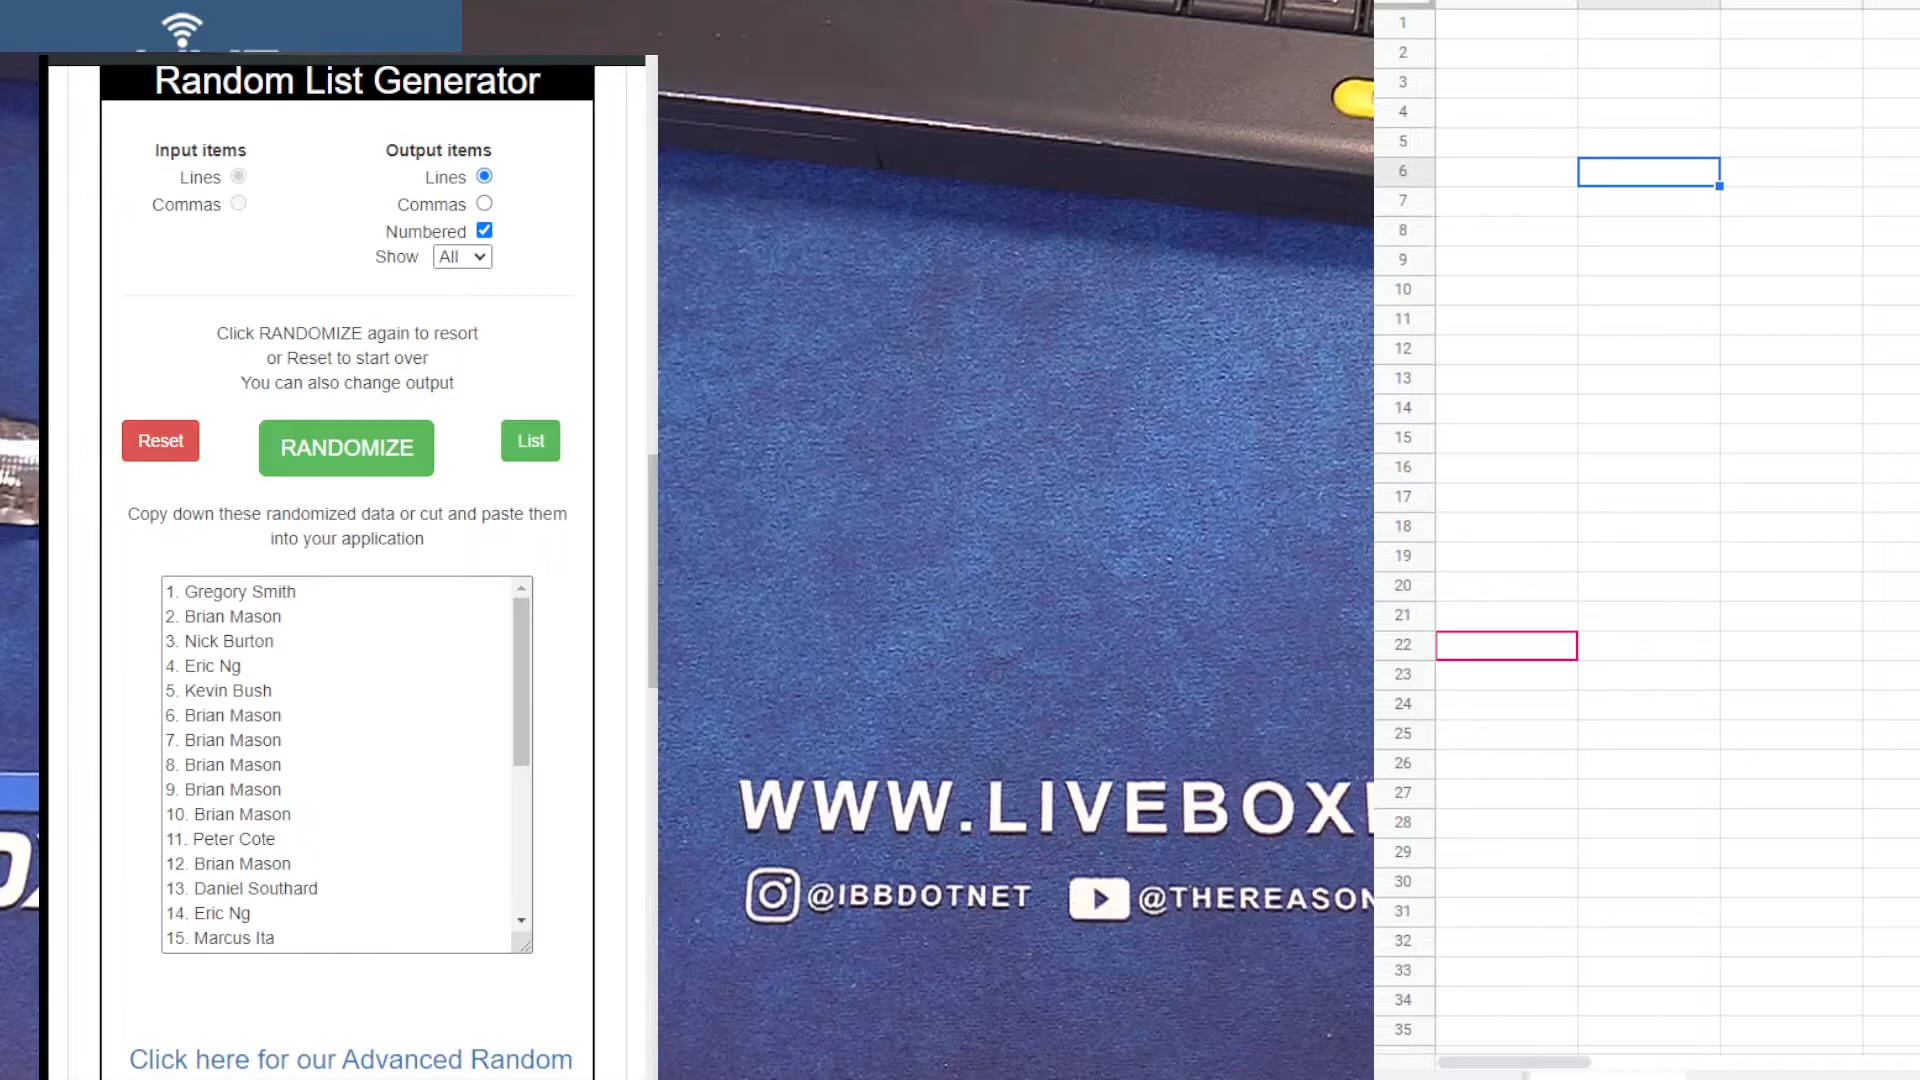 Random List Generator
Input items
Lines
Commas
Output items
Lines
Commas
Numbered
Show All
Click RANDOMIZE again to resort
or Reset to start over
You can also change output
Reset
RANDOMIZE
List
Copy down these randomized data or cut and paste them
into your application
1. Gregory Smith
2. Brian Mason
3. Nick Burton
4. Eric Ng
5. Kevin Bush
6. Brian Mason
7. Brian Mason
8. Brian Mason
9. Brian Mason
10. Brian Mason
11. Peter Cote
12. Brian Mason
13. Daniel Southard
14. Eric Ng
15. Marcus Ita
Click here for our Advanced Random
WWW.LIVEBOX
@IBBDOTNET
@THEREASON
1
2
3
4
5
6
7
8
9
10
11
12
13
14
15
16
17
18
19
20
21
22
23
24
25
26
27
28
29
30
31
32
33
34
35